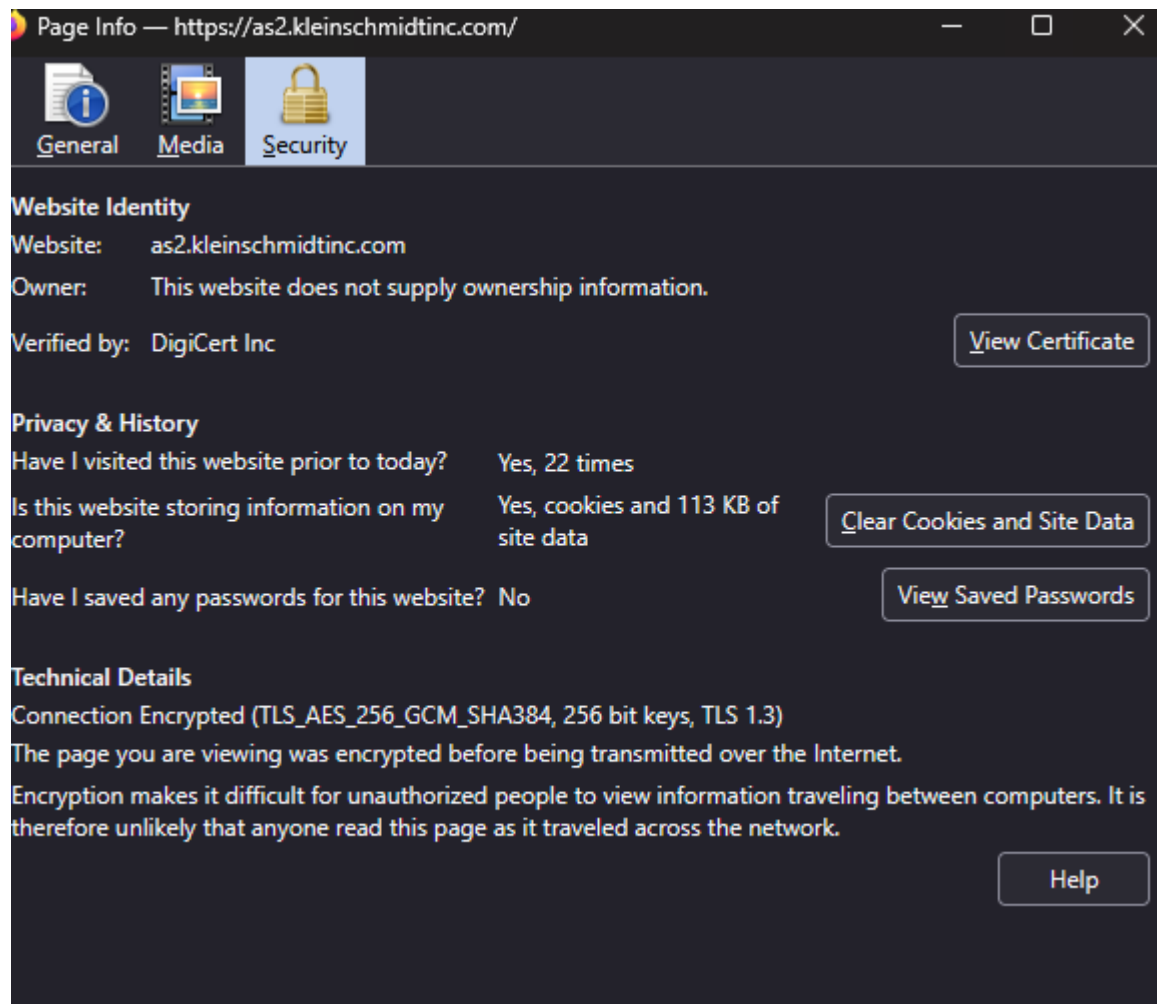 Page Info — https://as2.kleinschmidtinc.com/
General Media Security
Website Identity
Website: as2.kleinschmidtinc.com
Owner: This website does not supply ownership information.
Verified by: DigiCert Inc
View Certificate
Privacy & History
Have I visited this website prior to today? Yes, 22 times
Is this website storing information on my
computer?
Yes, cookies and 113 KB of
site data
Clear Cookies and Site Data
Have I saved any passwords for this website? No
View Saved Passwords
Technical Details
Connection Encrypted (TLS_AES_256_GCM_SHA384, 256 bit keys, TLS 1.3)
The page you are viewing was encrypted before being transmitted over the Internet.
Encryption makes it difficult for unauthorized people to view information traveling between computers. It is
therefore unlikely that anyone read this page as it traveled across the network.
Help